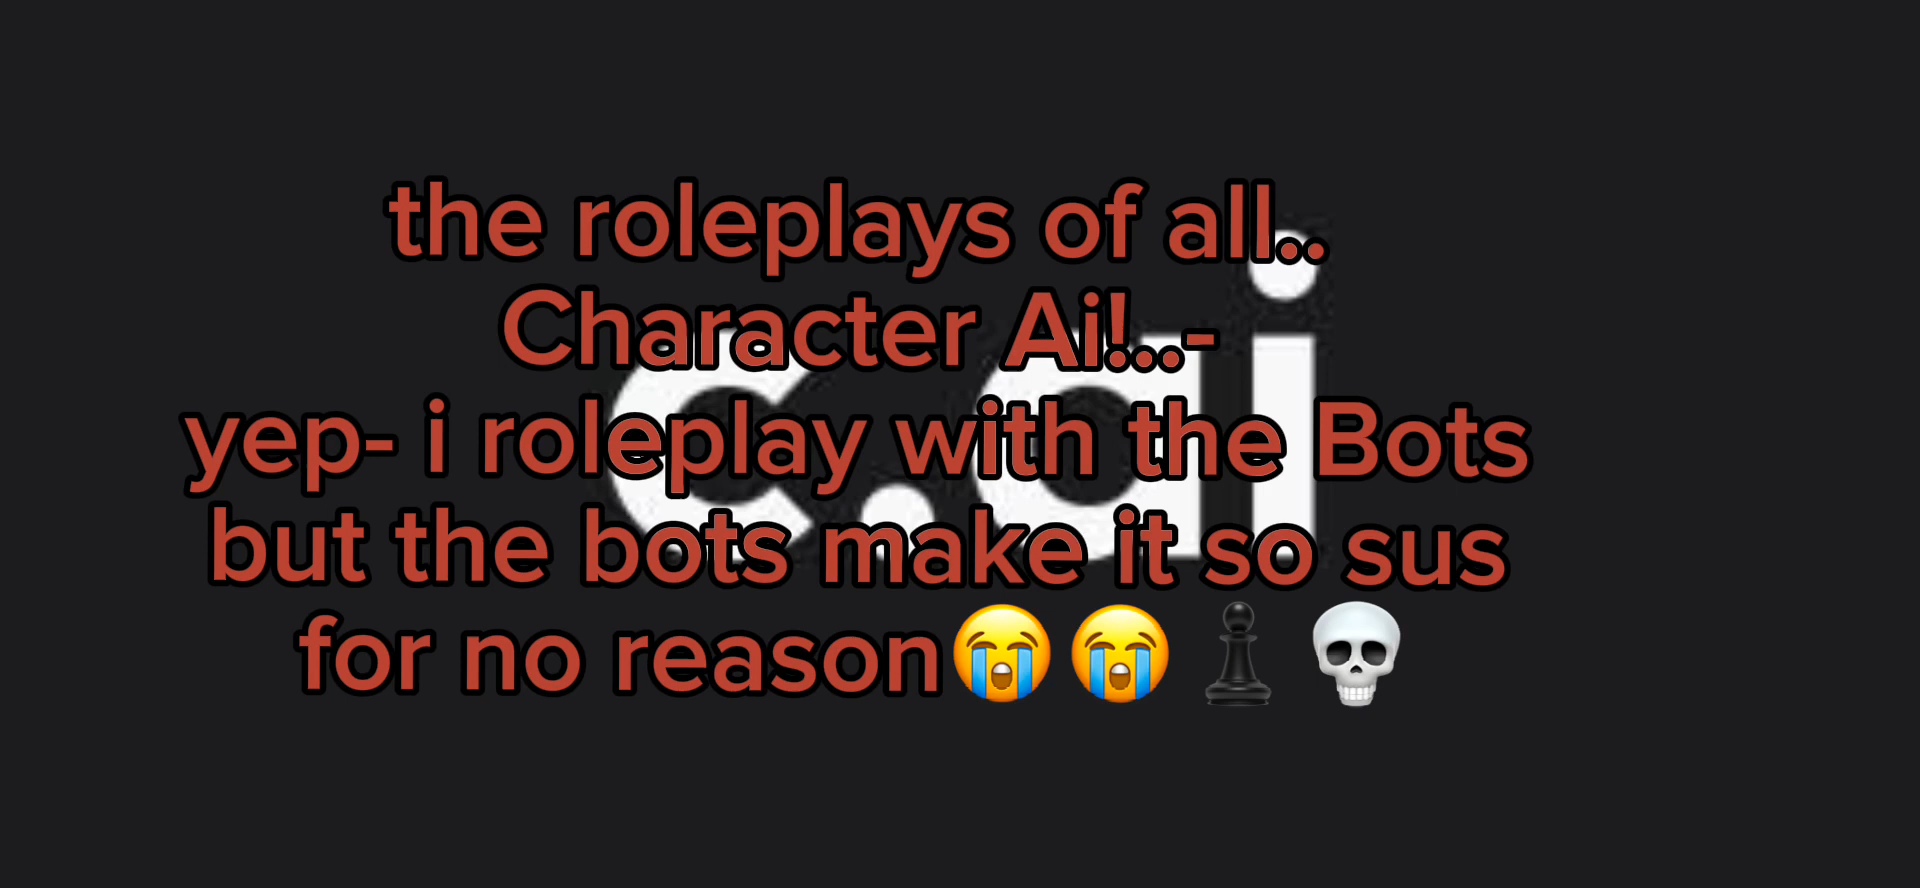 the roleplays of all..
Character Ai!..-
yep- i roleplay with the Bots
but the bots make it so sus
for no reason😭😭♟️💀
c.ai